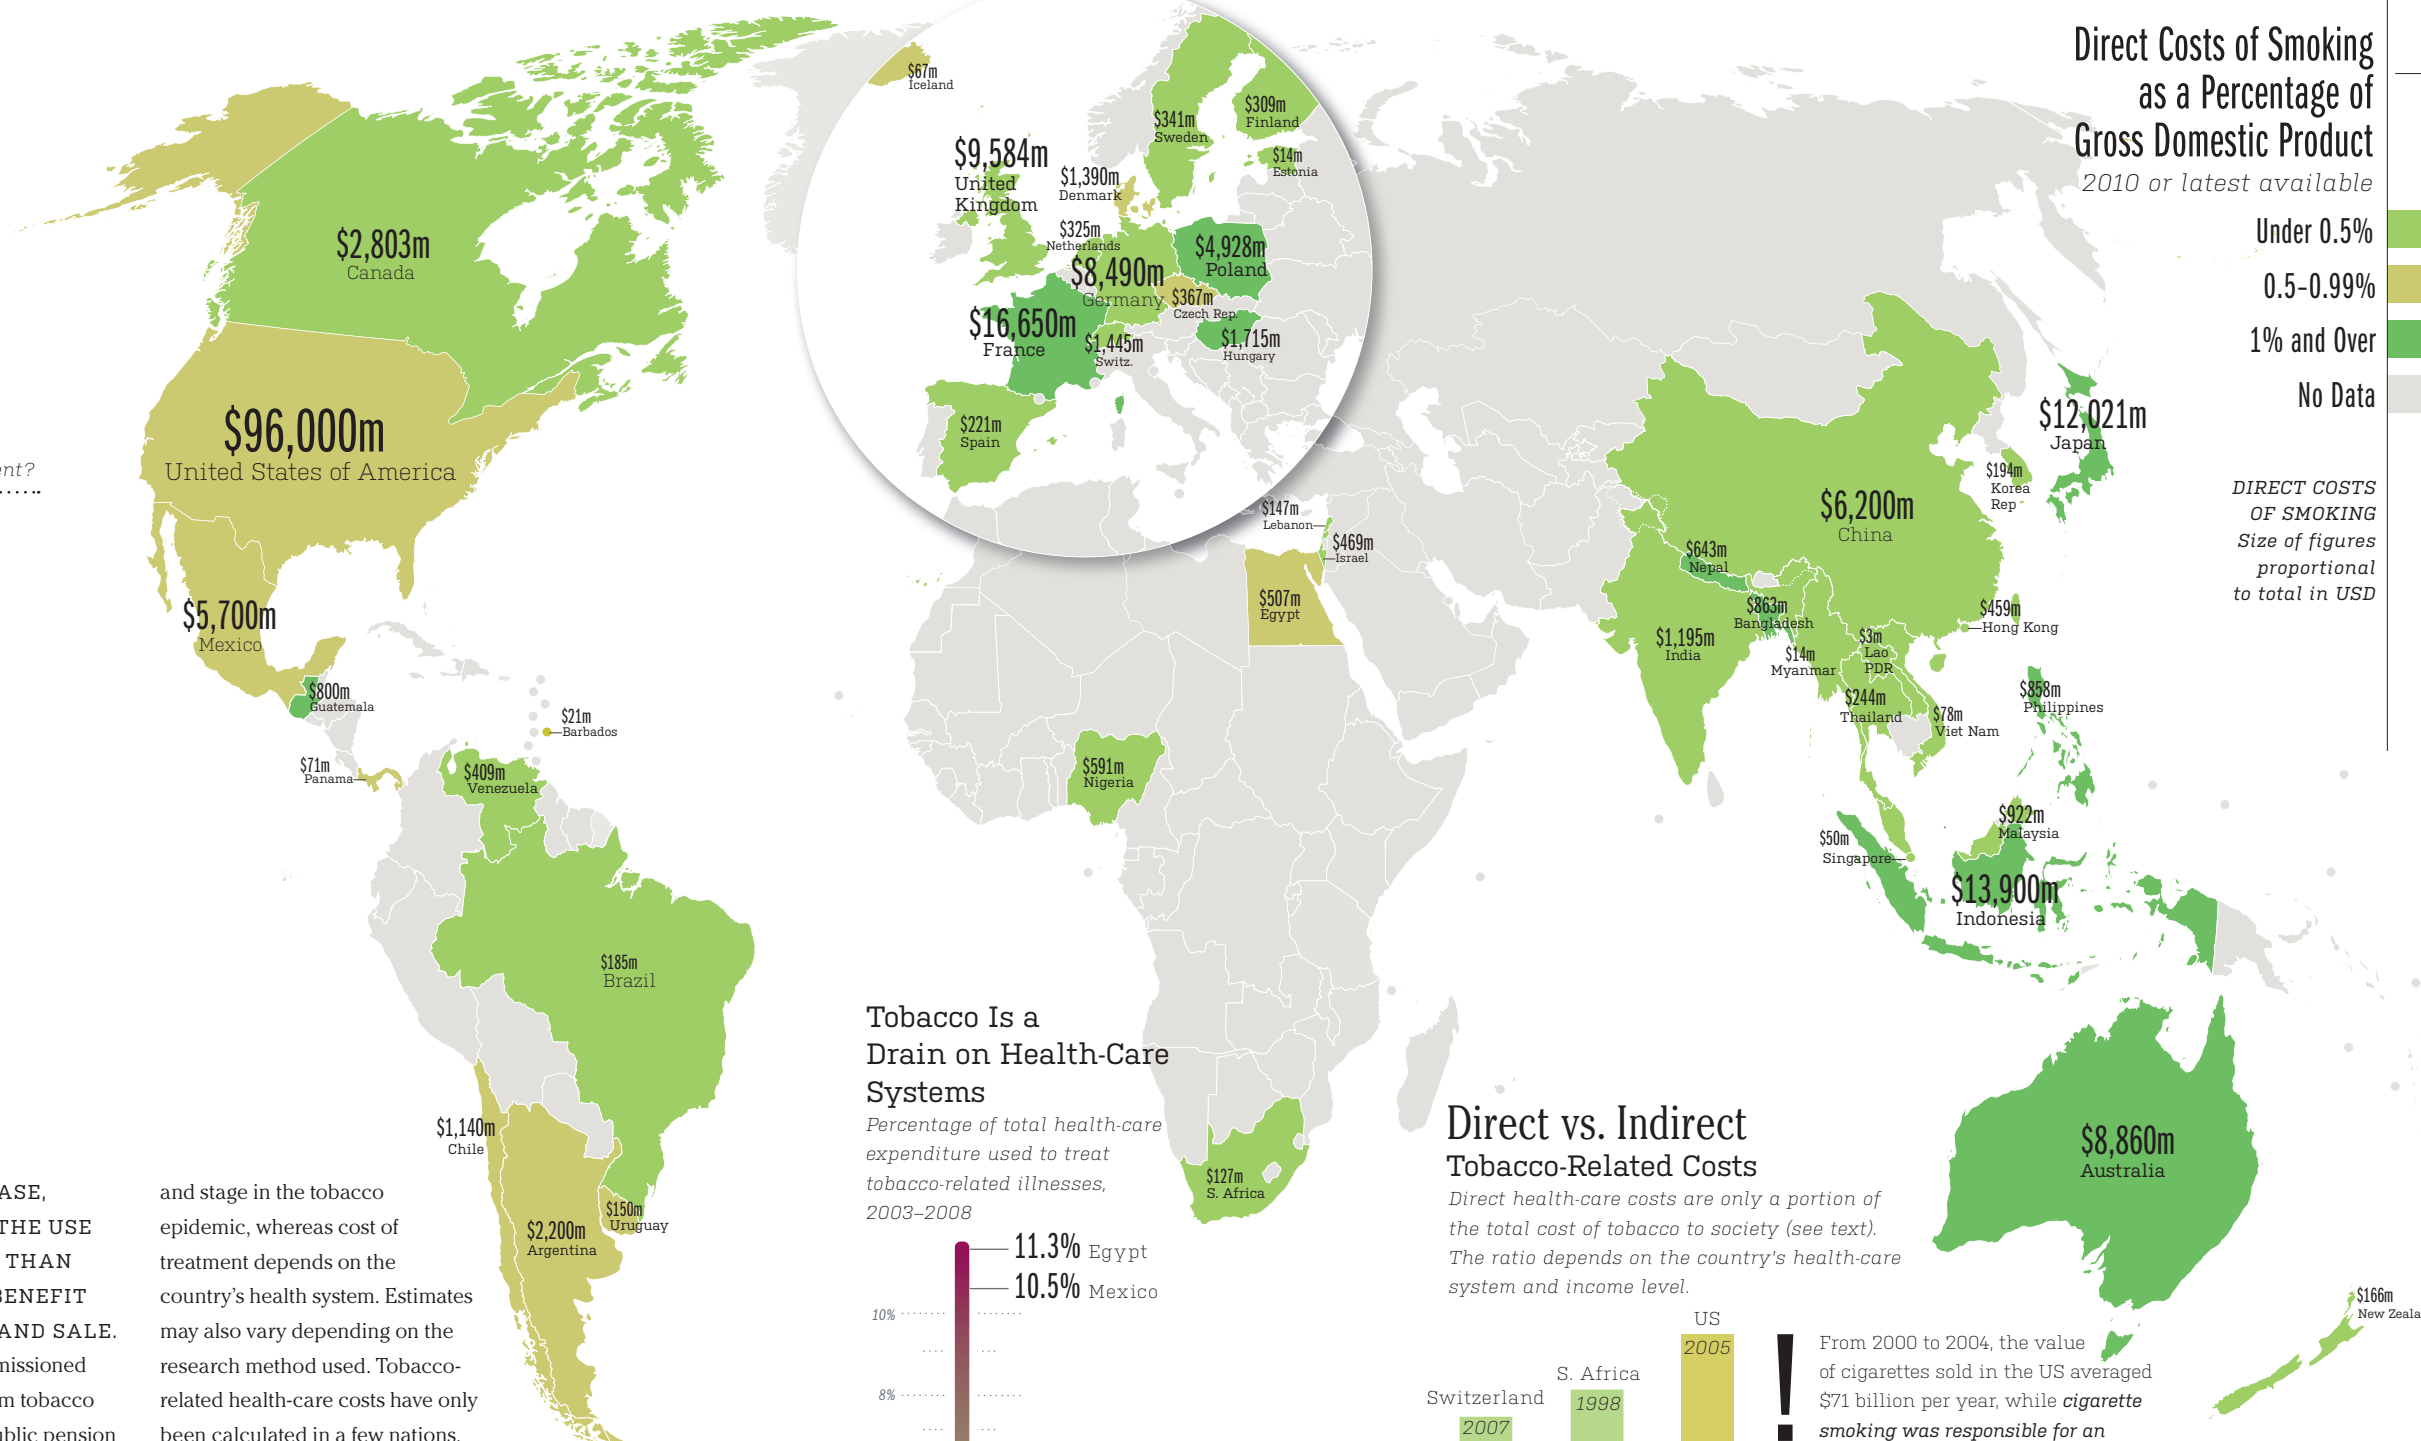 Direct Costs of Smoking
as a Percentage of
Gross Domestic Product
2010 or latest available
Under 0.5%
0.5–0.99%
1% and Over
No Data
DIRECT COSTS
OF SMOKING
Size of figures
proportional
to total in USD
$67m
Iceland
$341m
Sweden
$309m
Finland
$14m
Estonia
$9,584m
United
Kingdom
$1,390m
Denmark
$325m
Netherlands
$8,490m
Germany
$4,928m
Poland
$367m
Czech Rep.
$16,650m
France
$1,445m
Switz.
$1,715m
Hungary
$221m
Spain
$2,803m
Canada
$96,000m
United States of America
$5,700m
Mexico
$800m
Guatemala
$21m
Barbados
$71m
Panama
$409m
Venezuela
$185m
Brazil
$1,140m
Chile
$2,200m
Argentina
$150m
Uruguay
$147m
Lebanon
$469m
Israel
$507m
Egypt
$591m
Nigeria
$127m
S. Africa
$6,200m
China
$194m
Korea
Rep
$12,021m
Japan
$643m
Nepal
$863m
Bangladesh
$1,195m
India
$14m
Myanmar
$3m
Lao
PDR
$459m
Hong Kong
$244m
Thailand
$78m
Viet Nam
$858m
Philippines
$922m
Malaysia
$50m
Singapore
$13,900m
Indonesia
$8,860m
Australia
$166m
New Zeala
ent?
ASE,
THE USE
THAN
BENEFIT
AND SALE.
missioned
m tobacco
ublic pension
and stage in the tobacco
epidemic, whereas cost of
treatment depends on the
country’s health system. Estimates
may also vary depending on the
research method used. Tobacco-
related health-care costs have only
been calculated in a few nations.
Tobacco Is a
Drain on Health-Care
Systems
Percentage of total health-care
expenditure used to treat
tobacco-related illnesses,
2003–2008
11.3% Egypt
10.5% Mexico
10%
8%
Direct vs. Indirect
Tobacco-Related Costs
Direct health-care costs are only a portion of
the total cost of tobacco to society (see text).
The ratio depends on the country's health-care
system and income level.
Switzerland
2007
S. Africa
1998
US
2005
!
From 2000 to 2004, the value
of cigarettes sold in the US averaged
$71 billion per year, while cigarette
smoking was responsible for an